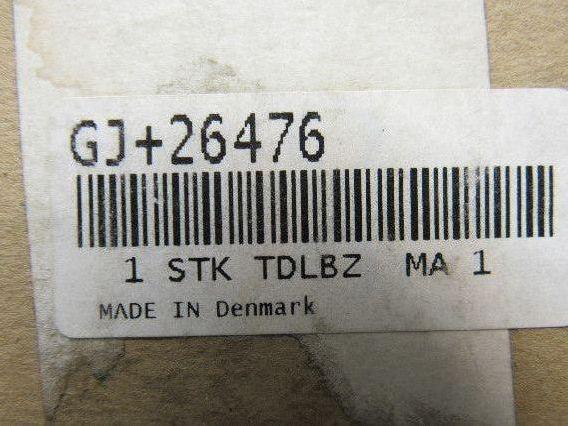 GJ+26476
1 STK TDLBZ MA 1
MADE IN Denmark